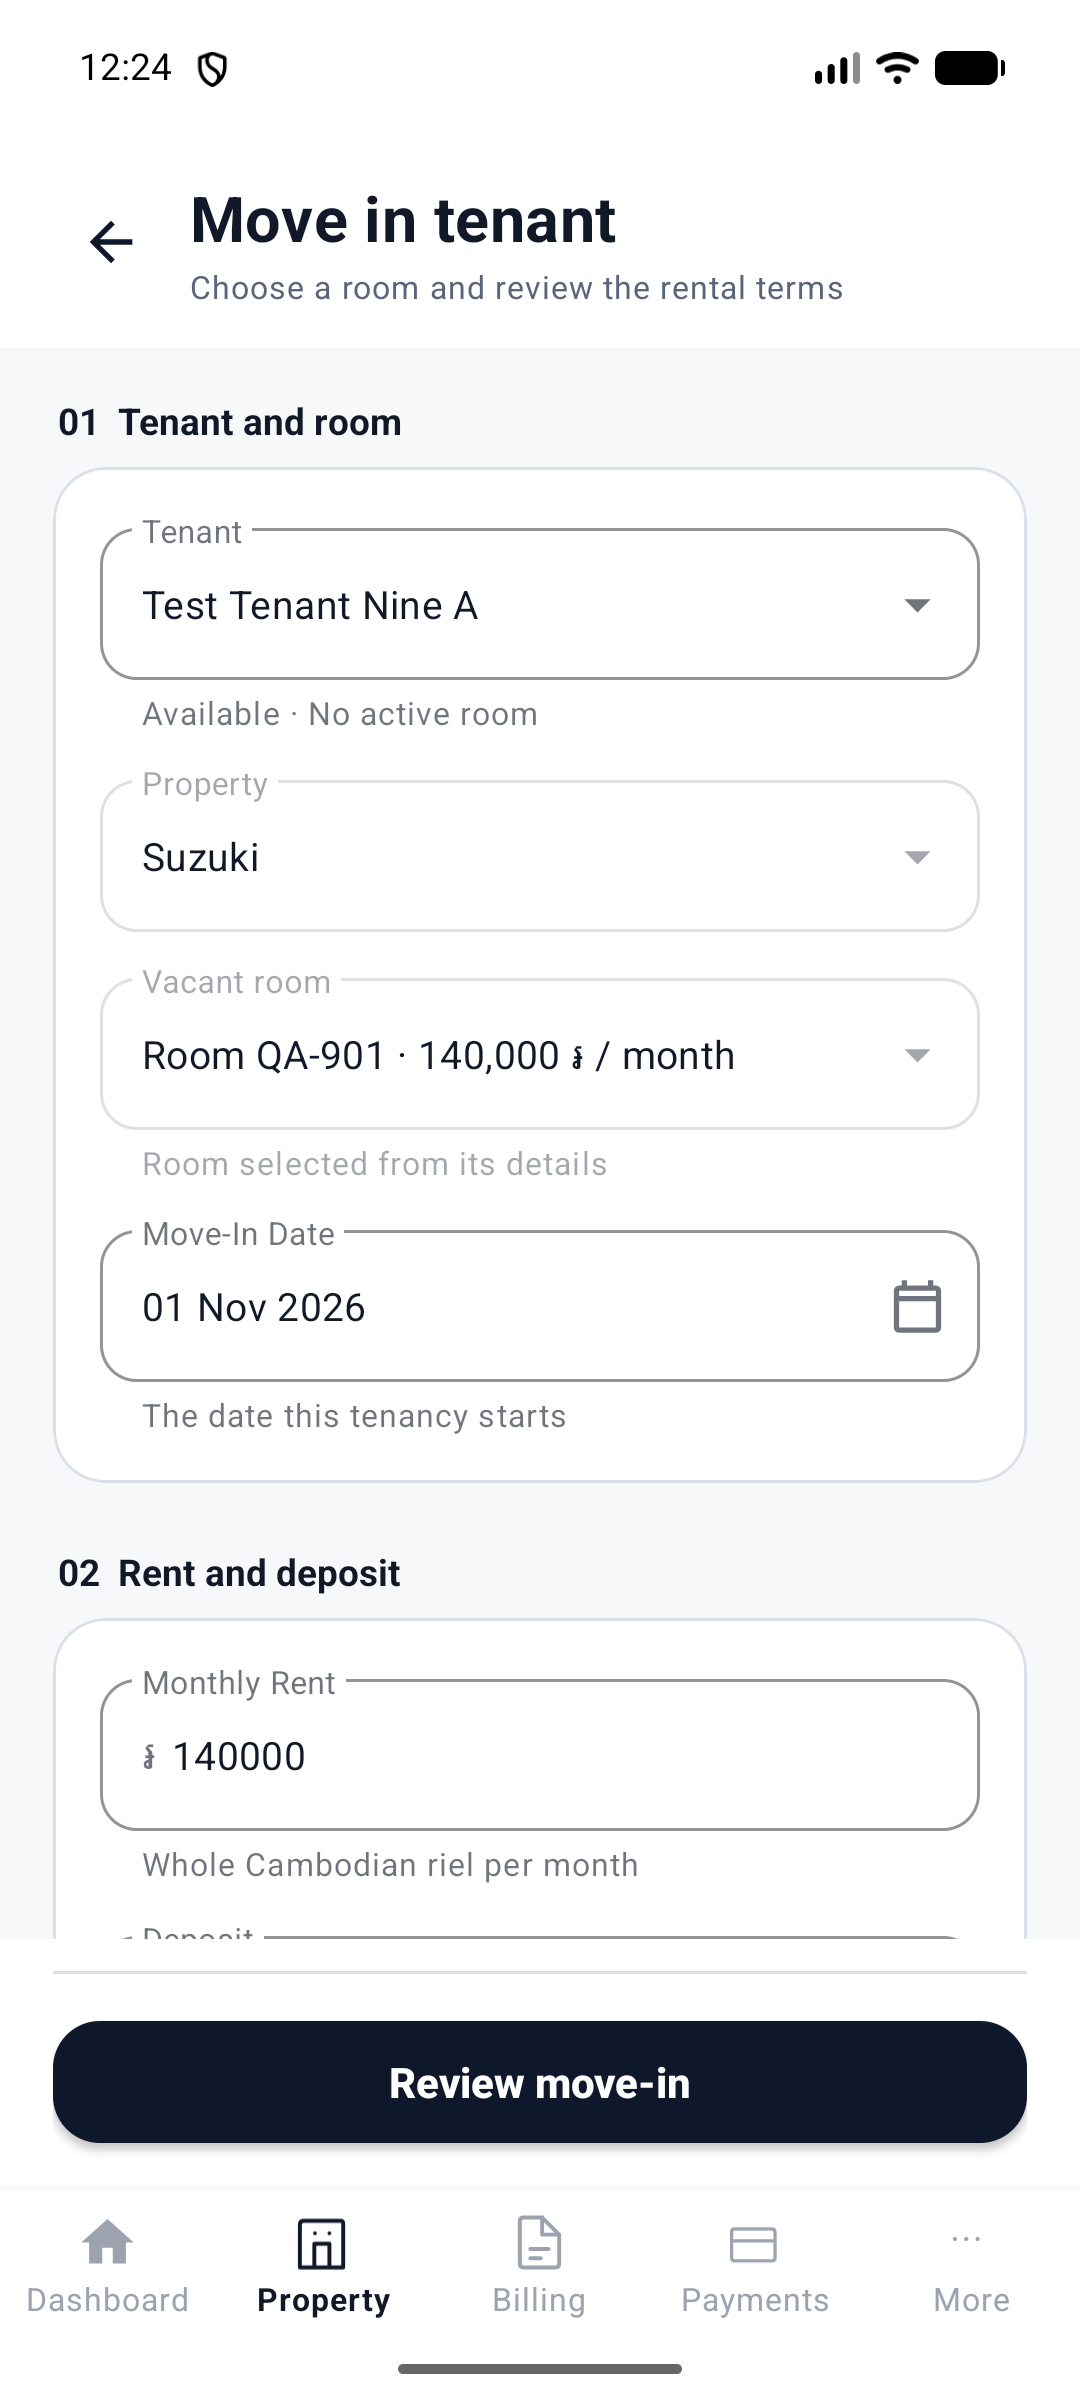 12:24
Move in tenant
Choose a room and review the rental terms
01 Tenant and room
Tenant
Test Tenant Nine A
Available · No active room
Property
Suzuki
Vacant room
Room QA-901 · 140,000 ៛ / month
Room selected from its details
Move-In Date
01 Nov 2026
The date this tenancy starts
02 Rent and deposit
Monthly Rent
៛ 140000
Whole Cambodian riel per month
Deposit
Review move-in
Dashboard
Property
Billing
Payments
More